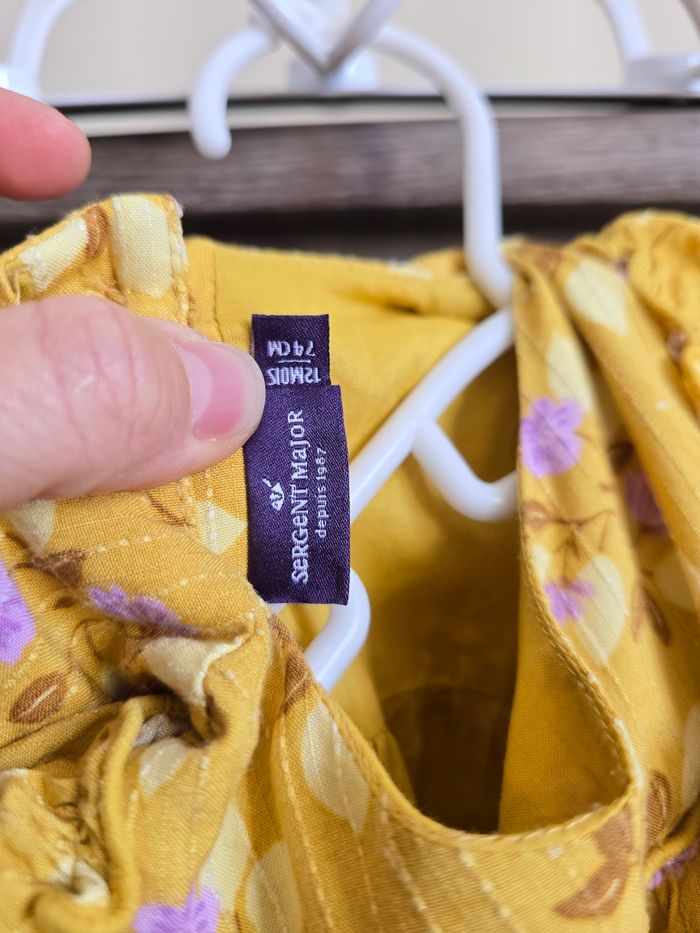 12MOIS
74CM
SeRGeNT MajoR
depuis 1987